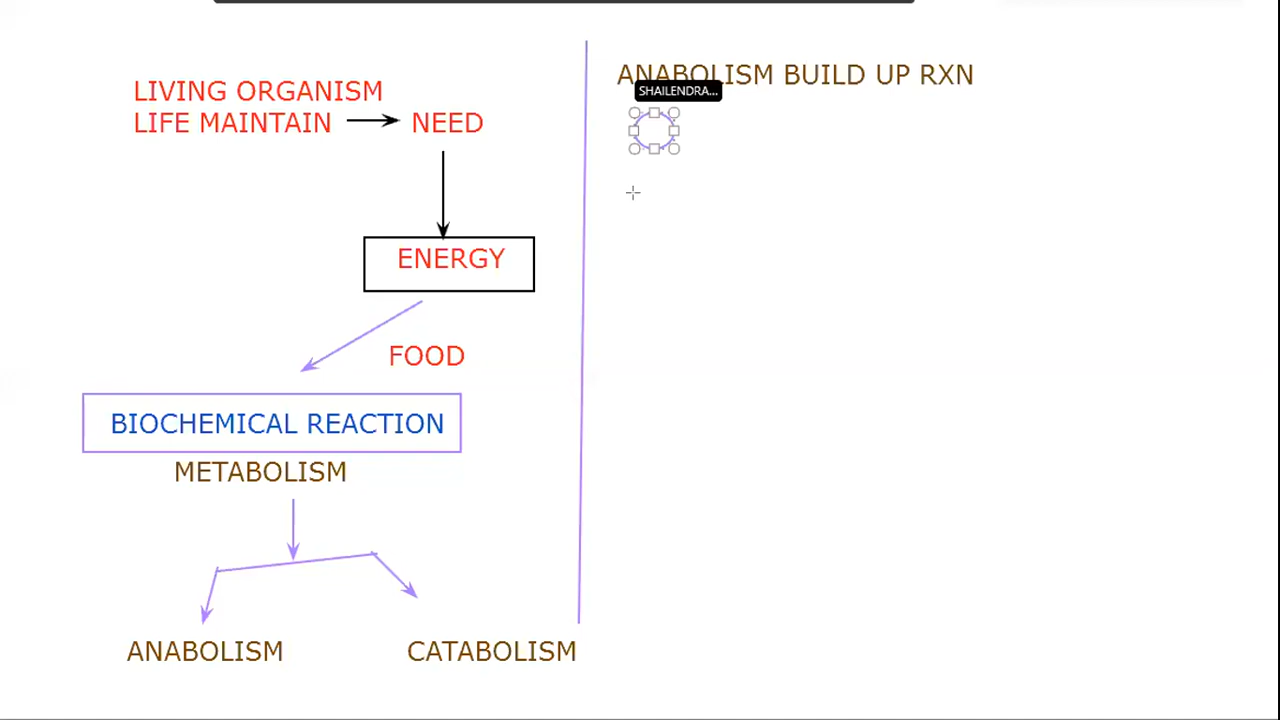 LIVING ORGANISM
LIFE MAINTAIN NEED
ENERGY
FOOD
BIOCHEMICAL REACTION
METABOLISM
ANABOLISM CATABOLISM
ANABOLISM BUILD UP RXN
SHAILENDRA...